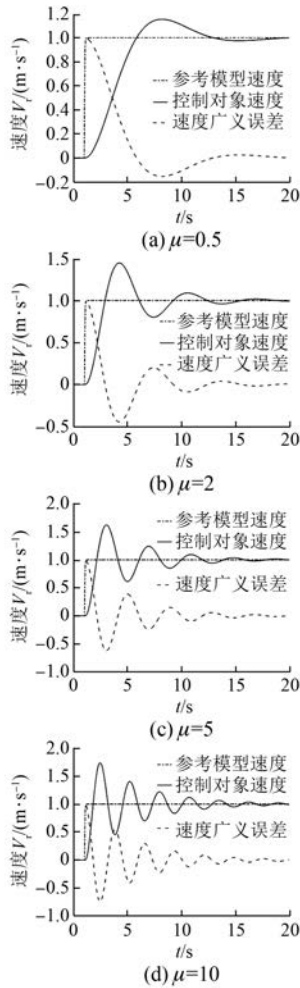 1.2
1.0
0.8
0.6
0.4
0.2
0
−0.2
速度Vr/(m·s⁻¹)
参考模型速度
控制对象速度
速度广义误差
0 5 10 15 20
t/s
(a) μ=0.5
1.5
1.0
0.5
0
−0.5
速度Vr/(m·s⁻¹)
参考模型速度
控制对象速度
速度广义误差
0 5 10 15 20
t/s
(b) μ=2
2.0
1.5
1.0
0.5
0
−0.5
−1.0
速度Vr/(m·s⁻¹)
参考模型速度
控制对象速度
速度广义误差
0 5 10 15 20
t/s
(c) μ=5
2.0
1.5
1.0
0.5
0
−0.5
−1.0
速度Vr/(m·s⁻¹)
参考模型速度
控制对象速度
速度广义误差
0 5 10 15 20
t/s
(d) μ=10